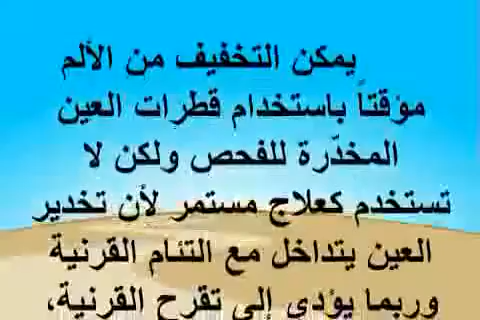 يمكن التخفيف من الألم
مؤقتاً باستخدام قطرات العين
المخدّرة للفحص ولكن لا
تستخدم كعلاج مستمر لأن تخدير
العين يتداخل مع التئام القرنية
وربما يؤدي إلى تقرح القرنية،